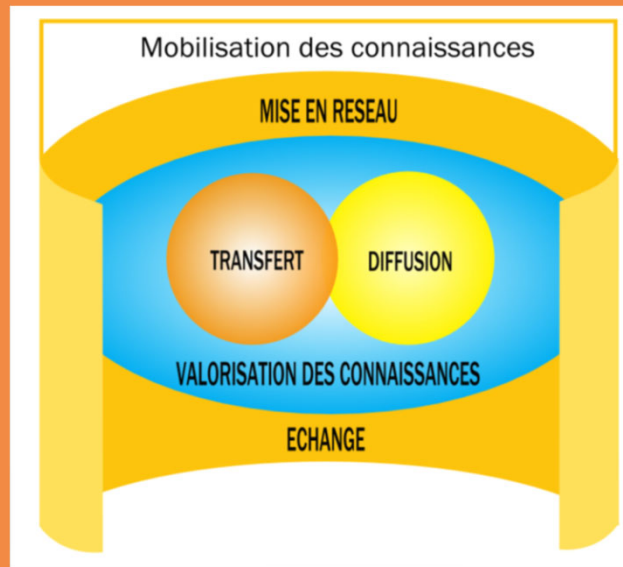 Mobilisation des connaissances
MISE EN RESEAU
TRANSFERT
DIFFUSION
VALORISATION DES CONNAISSANCES
ECHANGE